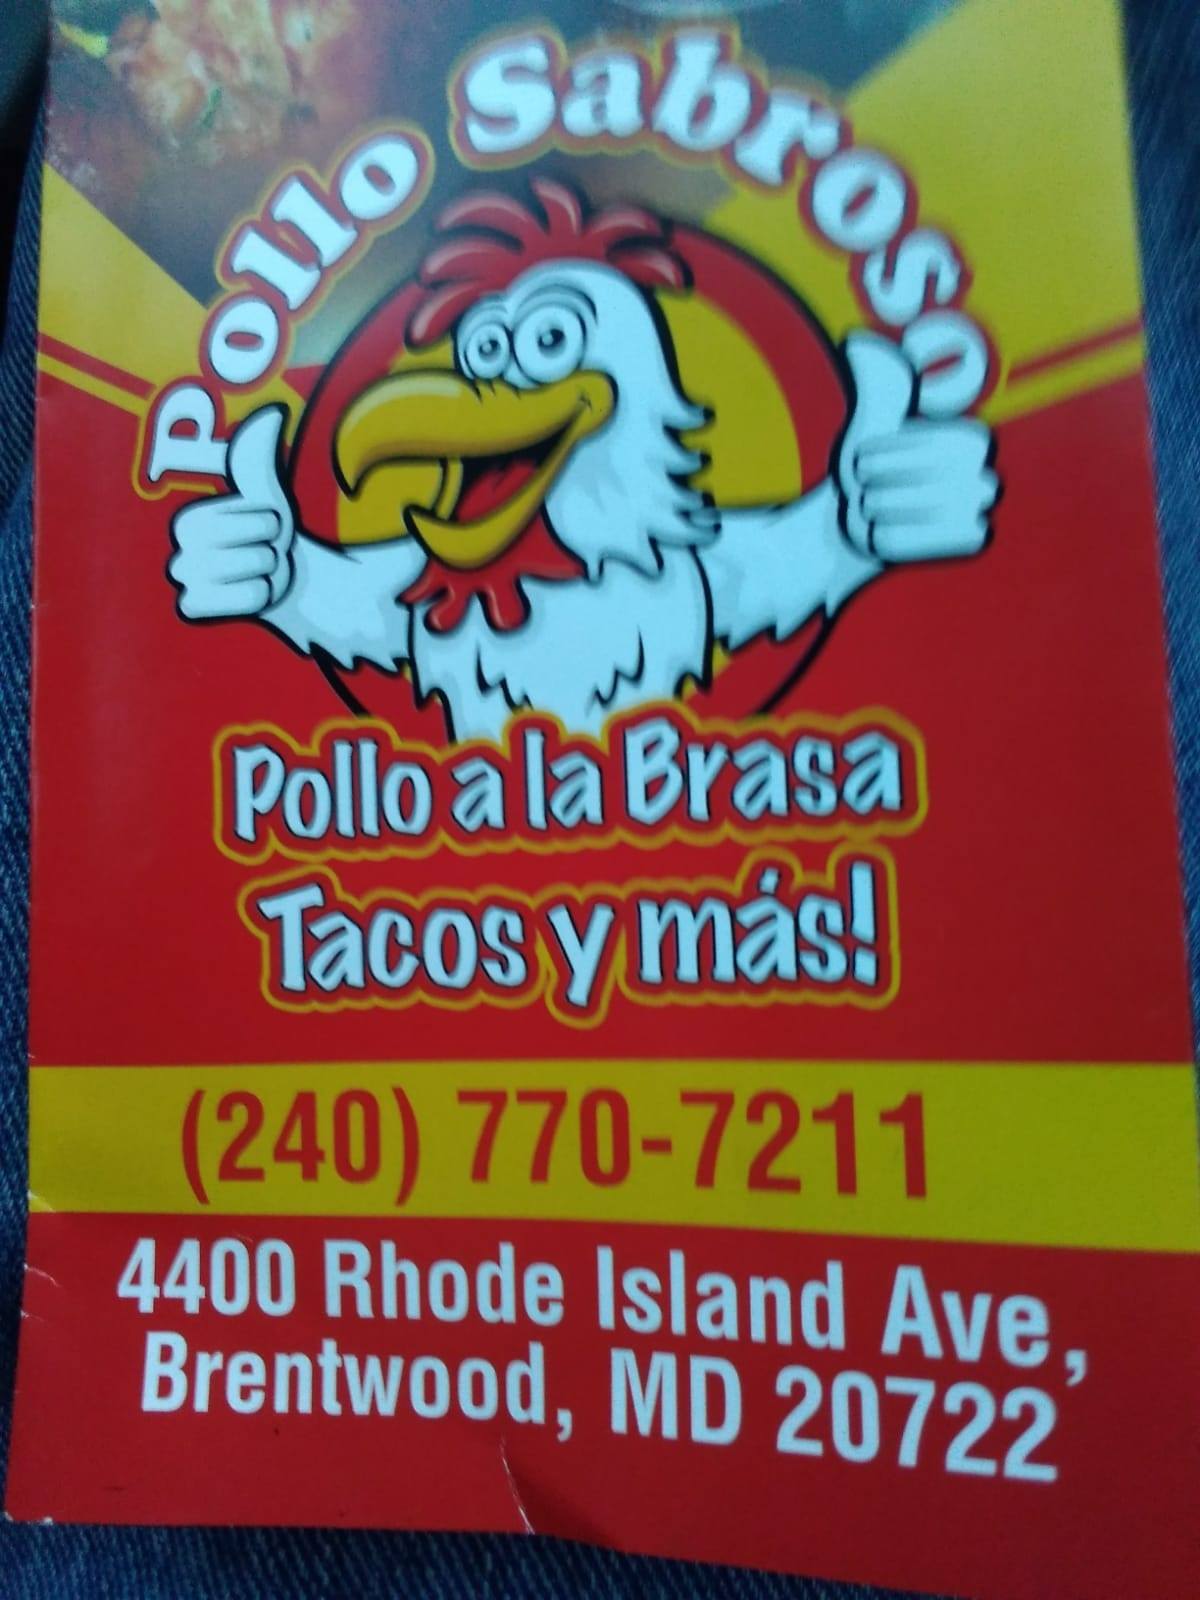 Pollo Sabroso
Pollo a la Brasa
Tacos y más!
(240) 770-7211
4400 Rhode Island Ave,
Brentwood, MD 20722